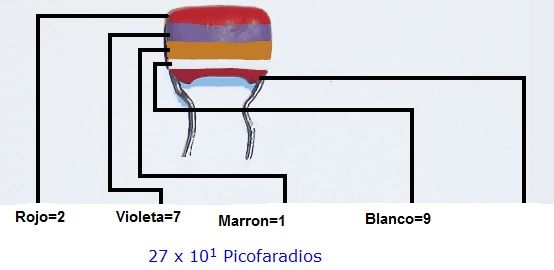 Rojo=2 Violeta=7 Marron=1 Blanco=9
27 x 10¹ Picofaradios